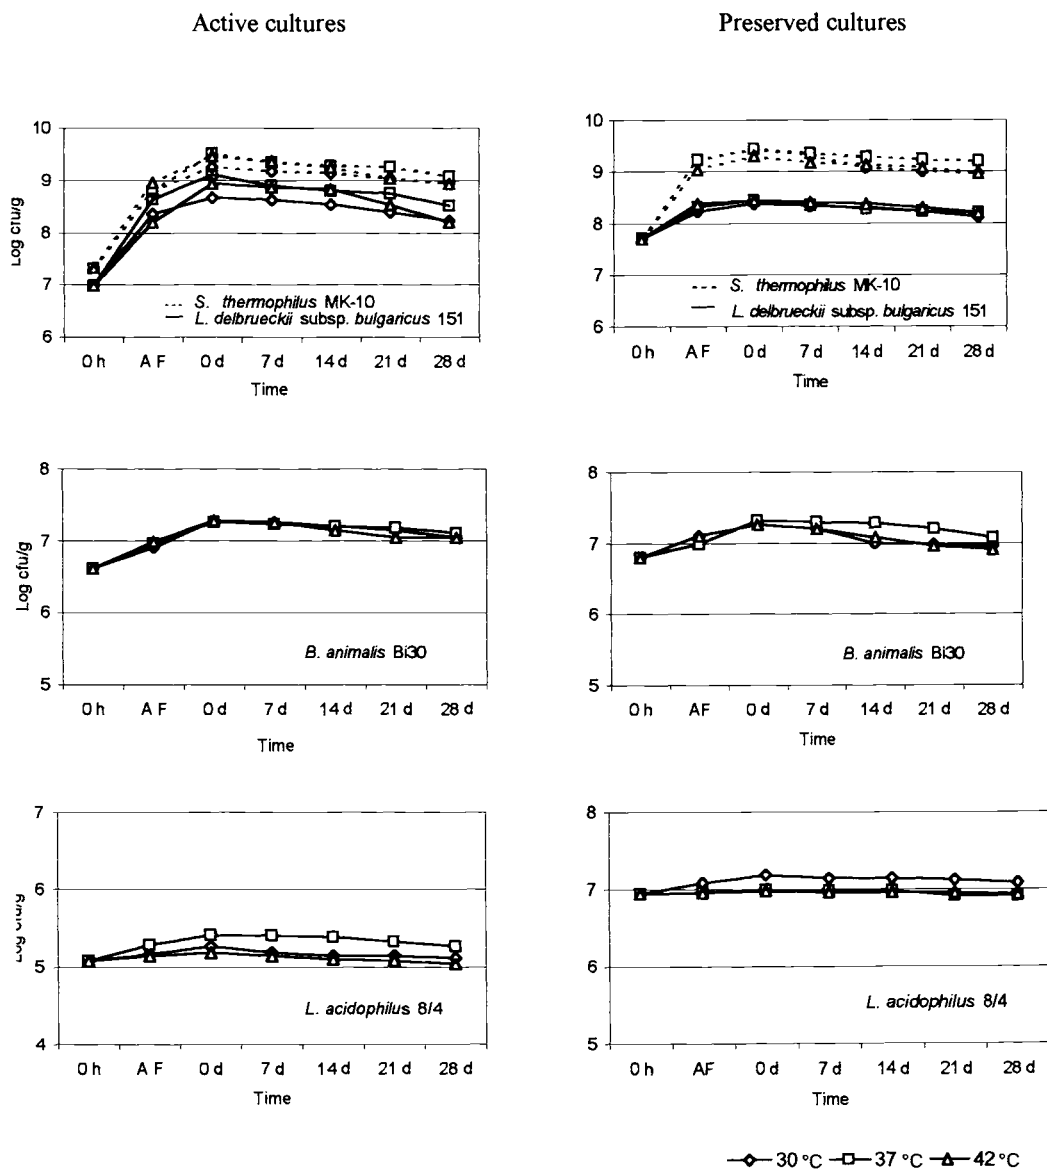 Active cultures
Preserved cultures
10
9
8
7
6
Log cfu/g
S. thermophilus MK-10
L. delbrueckii subsp. bulgaricus 151
0 h A F 0 d 7 d 14 d 21 d 28 d
Time
10
9
8
7
6
S. thermophilus MK-10
L. delbrueckii subsp. bulgaricus 151
0 h AF 0 d 7 d 14 d 21 d 28 d
Time
8
7
6
5
Log cfu/g
B. animalis Bi30
0 h A F 0 d 7 d 14 d 21 d 28 d
Time
8
7
6
5
B. animalis Bi30
0 h AF 0 d 7 d 14 d 21 d 28 d
Time
7
6
5
4
Log cfu/g
L. acidophilus 8/4
0 h A F 0 d 7 d 14 d 21 d 28 d
Time
8
7
6
5
L. acidophilus 8/4
0 h AF 0 d 7 d 14 d 21 d 28 d
Time
30 °C 37 °C 42 °C